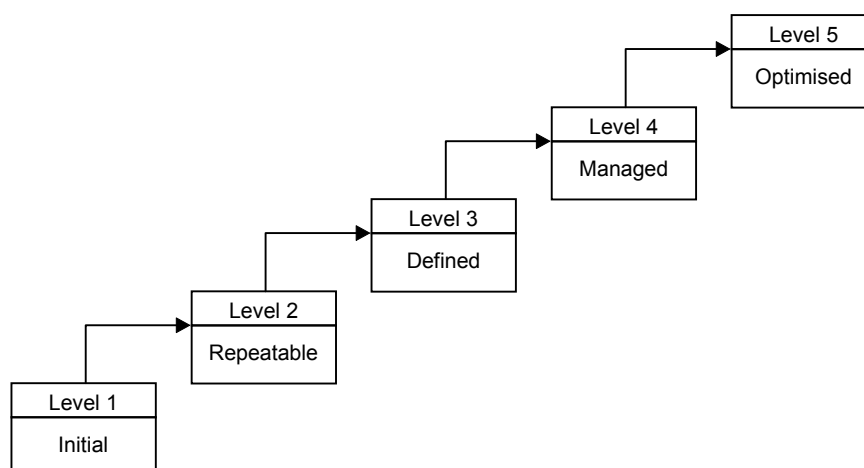 Level 5
Optimised
Level 4
Managed
Level 3
Defined
Level 2
Repeatable
Level 1
Initial